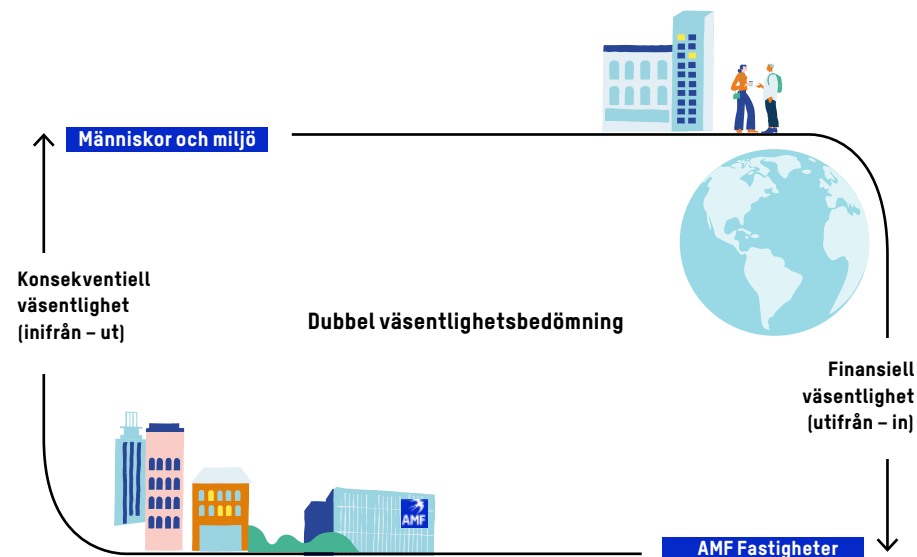 Människor och miljö
Konsekventiell
väsentlighet
(inifrån – ut)
Dubbel väsentlighetsbedömning
Finansiell
väsentlighet
(utifrån – in)
AMF
AMF Fastigheter